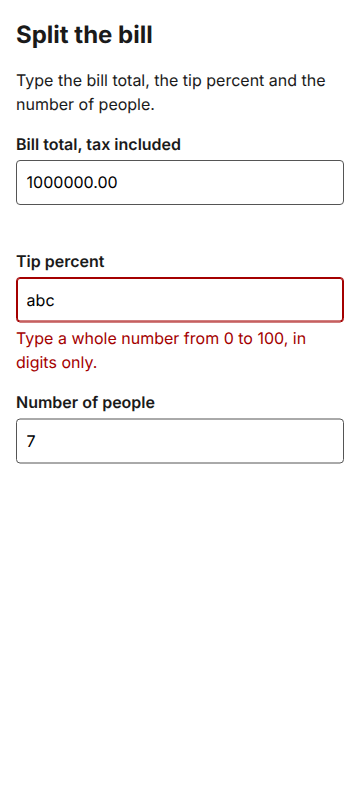 Split the bill
Type the bill total, the tip percent and the
number of people.
Bill total, tax included
1000000.00
Tip percent
abc
Type a whole number from 0 to 100, in
digits only.
Number of people
7